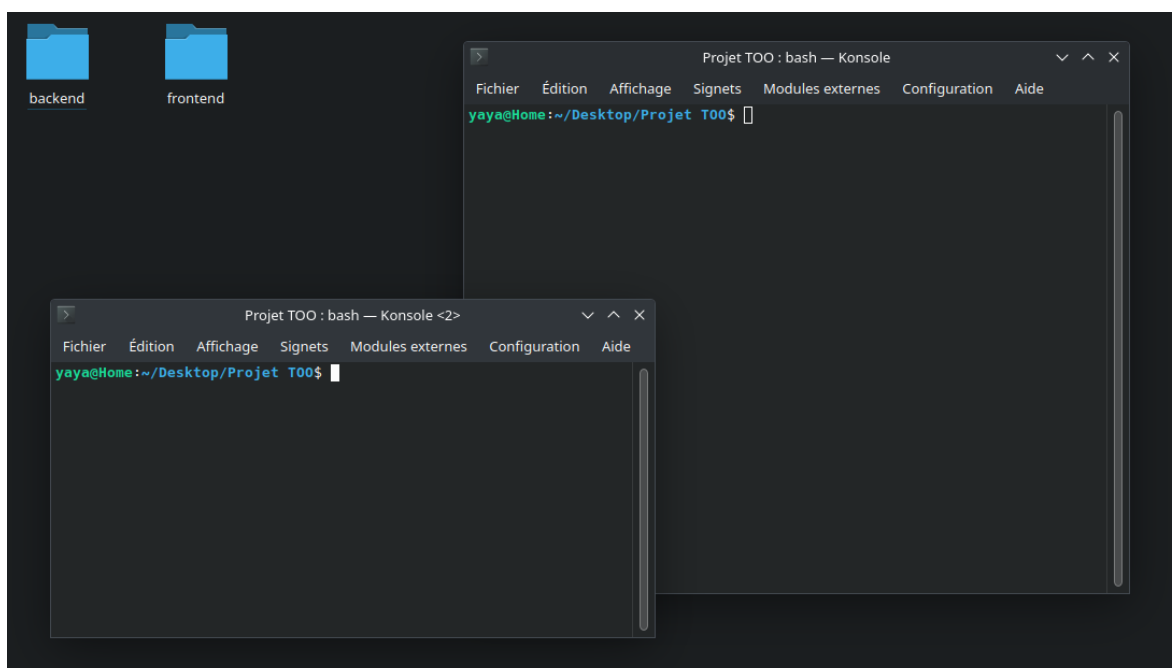 backend
frontend
Projet TOO : bash — Konsole
Fichier Édition Affichage Signets Modules externes Configuration Aide
yaya@Home:~/Desktop/Projet TOO$
Projet TOO : bash — Konsole <2>
Fichier Édition Affichage Signets Modules externes Configuration Aide
yaya@Home:~/Desktop/Projet TOO$